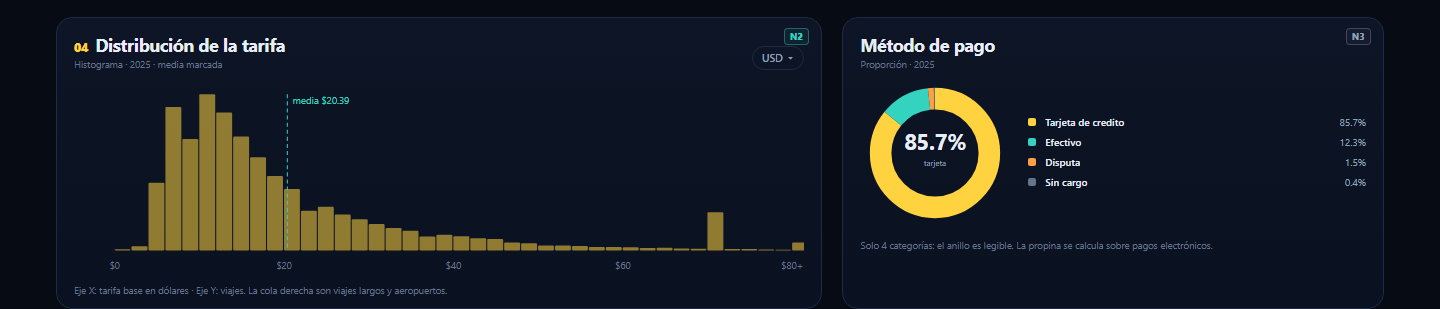 04 Distribución de la tarifa
N2
Histograma · 2025 · media marcada
USD
media $20.39
$0 $20 $40 $60 $80+
Eje X: tarifa base en dólares · Eje Y: viajes. La cola derecha son viajes largos y aeropuertos.
Método de pago
N3
Proporción · 2025
85.7%
tarjeta
Tarjeta de credito 85.7%
Efectivo 12.3%
Disputa 1.5%
Sin cargo 0.4%
Solo 4 categorías: el anillo es legible. La propina se calcula sobre pagos electrónicos.